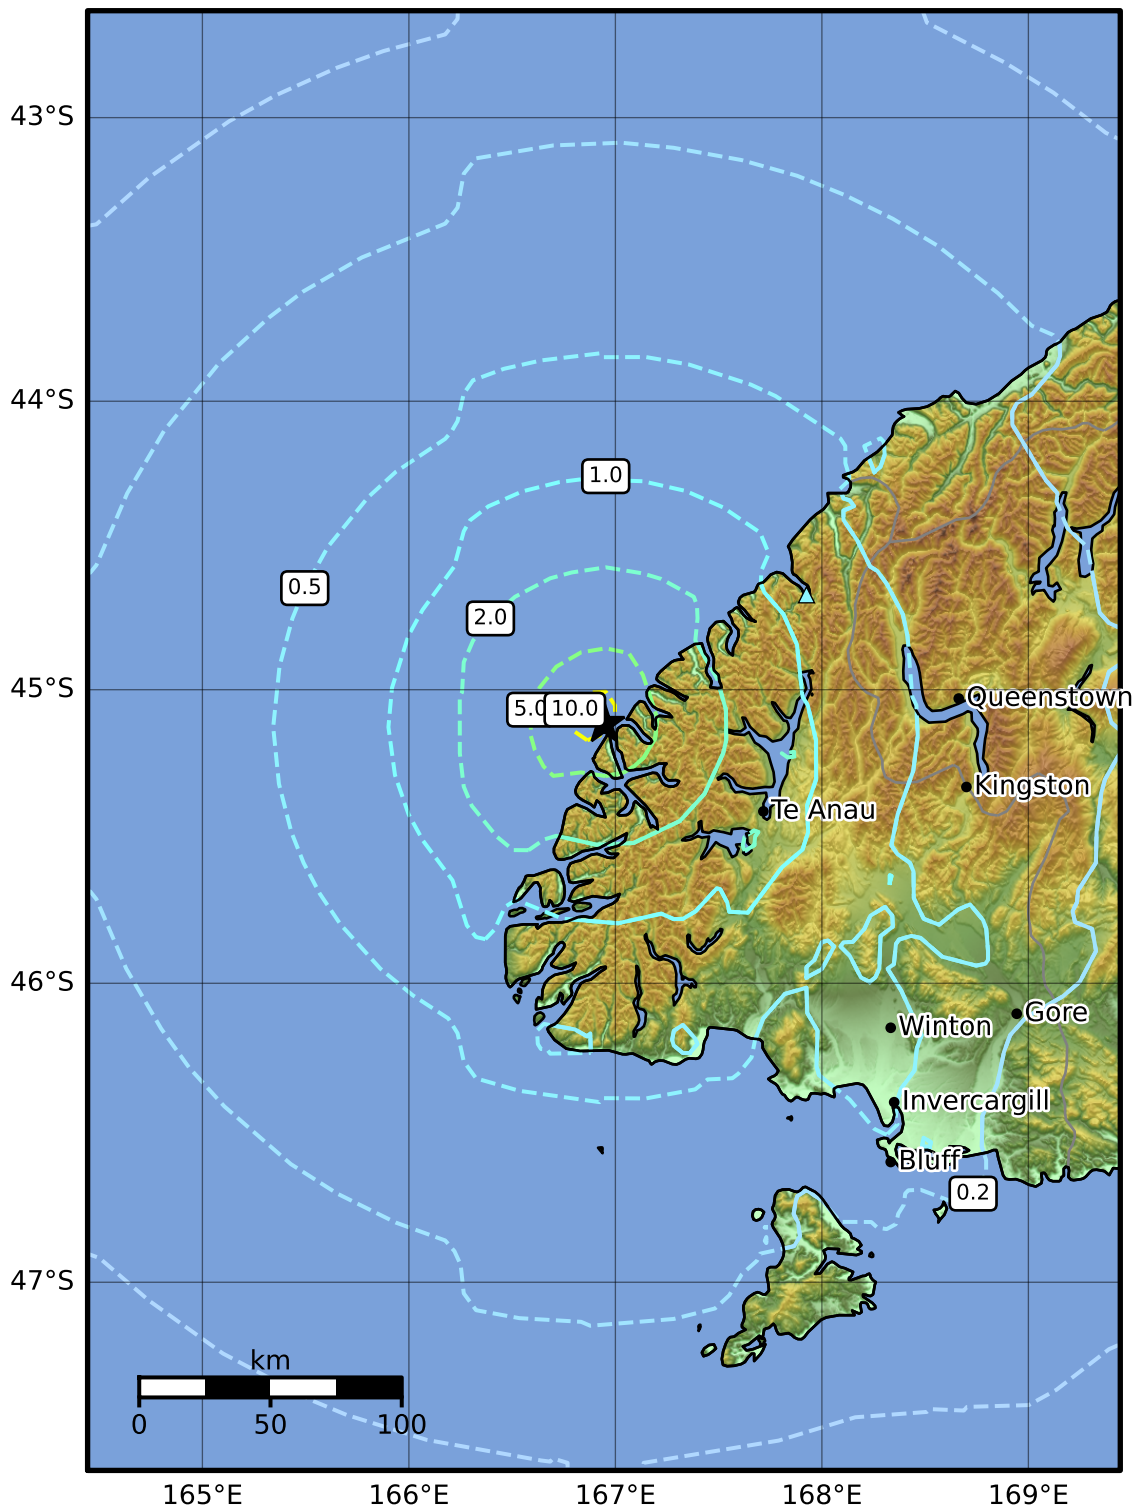 43°S
44°S
1.0
0.5
2.0
45°S
Queenstown
5.0
10.0
Kingston
Te Anau
46°S
Gore
Winton
Invercargill
Bluff
0.2
47°S
km
0 50 100
165°E 166°E 167°E 168°E 169°E